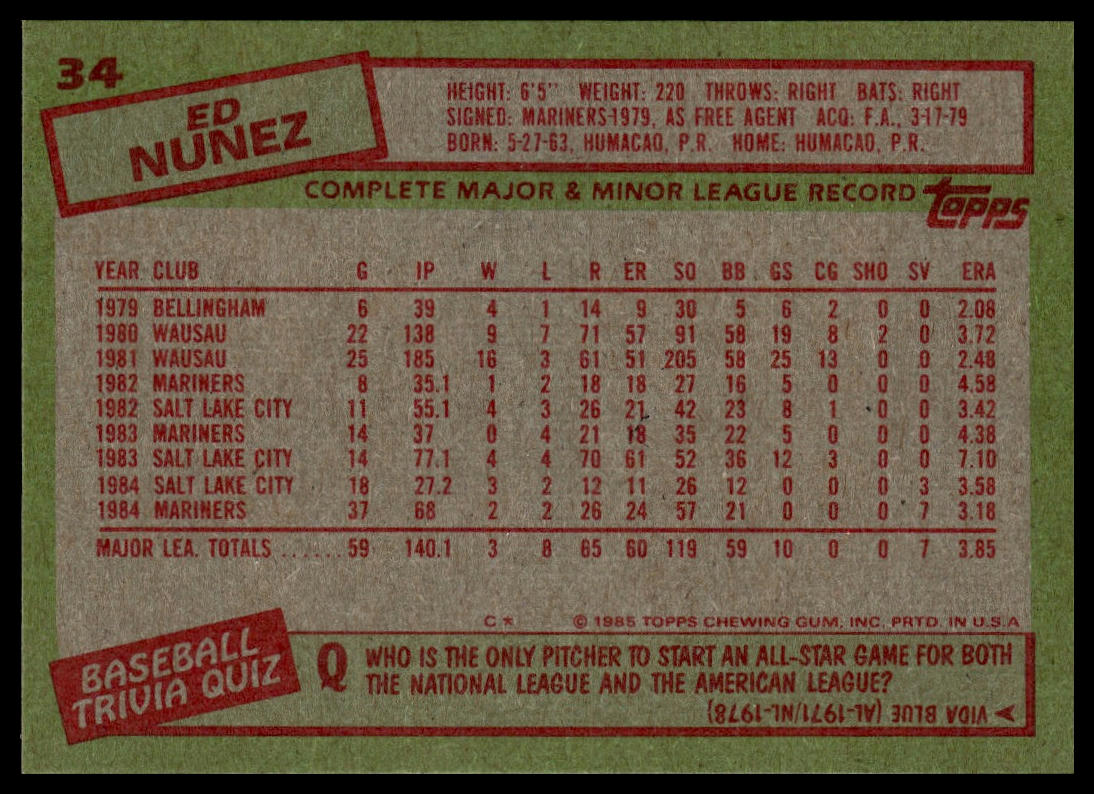 34
ED
NUNEZ
HEIGHT: 6'5" WEIGHT: 220 THROWS: RIGHT BATS: RIGHT
SIGNED: MARINERS-1979, AS FREE AGENT ACQ: F.A., 3-17-79
BORN: 5-27-63, HUMACAO, P.R. HOME: HUMACAO, P.R.
COMPLETE MAJOR & MINOR LEAGUE RECORD
TOPPS
YEAR CLUB G IP W L R ER SO BB GS CG SHO SV ERA
1979 BELLINGHAM 6 39 4 1 14 9 30 5 6 2 0 0 2.08
1980 WAUSAU 22 138 9 7 71 57 91 58 19 8 2 0 3.72
1981 WAUSAU 25 185 16 3 61 51 205 58 25 13 0 0 2.48
1982 MARINERS 8 35.1 1 2 18 18 27 16 5 0 0 0 4.58
1982 SALT LAKE CITY 11 55.1 4 3 26 21 42 23 8 1 0 0 3.42
1983 MARINERS 14 37 0 4 21 18 35 22 5 0 0 0 4.38
1983 SALT LAKE CITY 14 77.1 4 4 70 61 52 36 12 3 0 0 7.10
1984 SALT LAKE CITY 18 27.2 3 2 12 11 26 12 0 0 0 3 3.58
1984 MARINERS 37 68 2 2 26 24 57 21 0 0 0 7 3.18
MAJOR LEA. TOTALS ...... 59 140.1 3 8 65 60 119 59 10 0 0 7 3.85
C* © 1985 TOPPS CHEWING GUM, INC. PRTD. IN U.S.A
BASEBALL
TRIVIA QUIZ
Q WHO IS THE ONLY PITCHER TO START AN ALL-STAR GAME FOR BOTH
THE NATIONAL LEAGUE AND THE AMERICAN LEAGUE?
VIDA BLUE (AL-1971/NL-1978)